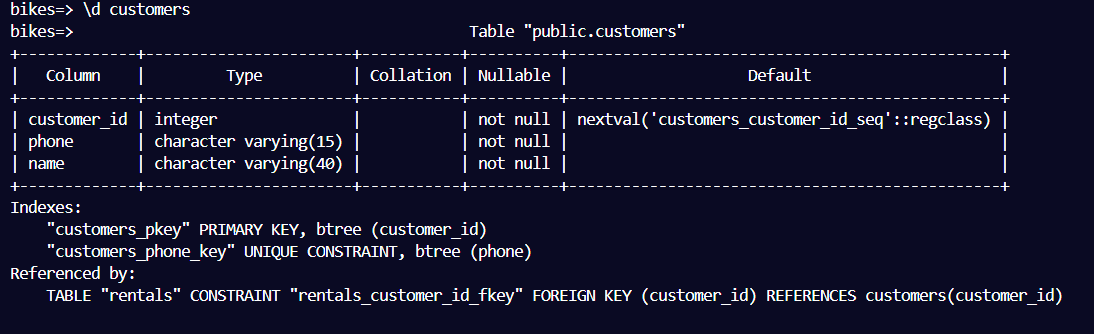 bikes=> \d customers
bikes=>                                           Table "public.customers"
+-------------+-----------------------+-----------+----------+------------------------------------------------+
|   Column    |         Type          | Collation | Nullable |                    Default                     |
+-------------+-----------------------+-----------+----------+------------------------------------------------+
| customer_id | integer               |           | not null | nextval('customers_customer_id_seq'::regclass) |
| phone       | character varying(15) |           | not null |                                                |
| name        | character varying(40) |           | not null |                                                |
+-------------+-----------------------+-----------+----------+------------------------------------------------+
Indexes:
    "customers_pkey" PRIMARY KEY, btree (customer_id)
    "customers_phone_key" UNIQUE CONSTRAINT, btree (phone)
Referenced by:
    TABLE "rentals" CONSTRAINT "rentals_customer_id_fkey" FOREIGN KEY (customer_id) REFERENCES customers(customer_id)